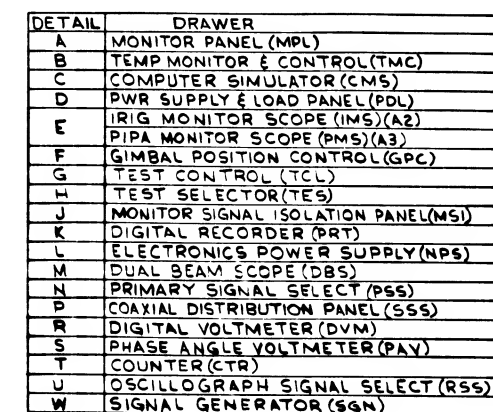 DETAIL DRAWER
A MONITOR PANEL (MPL)
B TEMP MONITOR & CONTROL (TMC)
C COMPUTER SIMULATOR (CMS)
D PWR SUPPLY & LOAD PANEL (PDL)
E IRIG MONITOR SCOPE (IMS)(A2)
PIPA MONITOR SCOPE (PMS)(A3)
F GIMBAL POSITION CONTROL (GPC)
G TEST CONTROL (TCL)
H TEST SELECTOR (TES)
J MONITOR SIGNAL ISOLATION PANEL (MSI)
K DIGITAL RECORDER (PRT)
L ELECTRONICS POWER SUPPLY (NPS)
M DUAL BEAM SCOPE (DBS)
N PRIMARY SIGNAL SELECT (PSS)
P COAXIAL DISTRIBUTION PANEL (SSS)
R DIGITAL VOLTMETER (DVM)
S PHASE ANGLE VOLTMETER (PAV)
T COUNTER (CTR)
U OSCILLOGRAPH SIGNAL SELECT (RSS)
W SIGNAL GENERATOR (SGN)